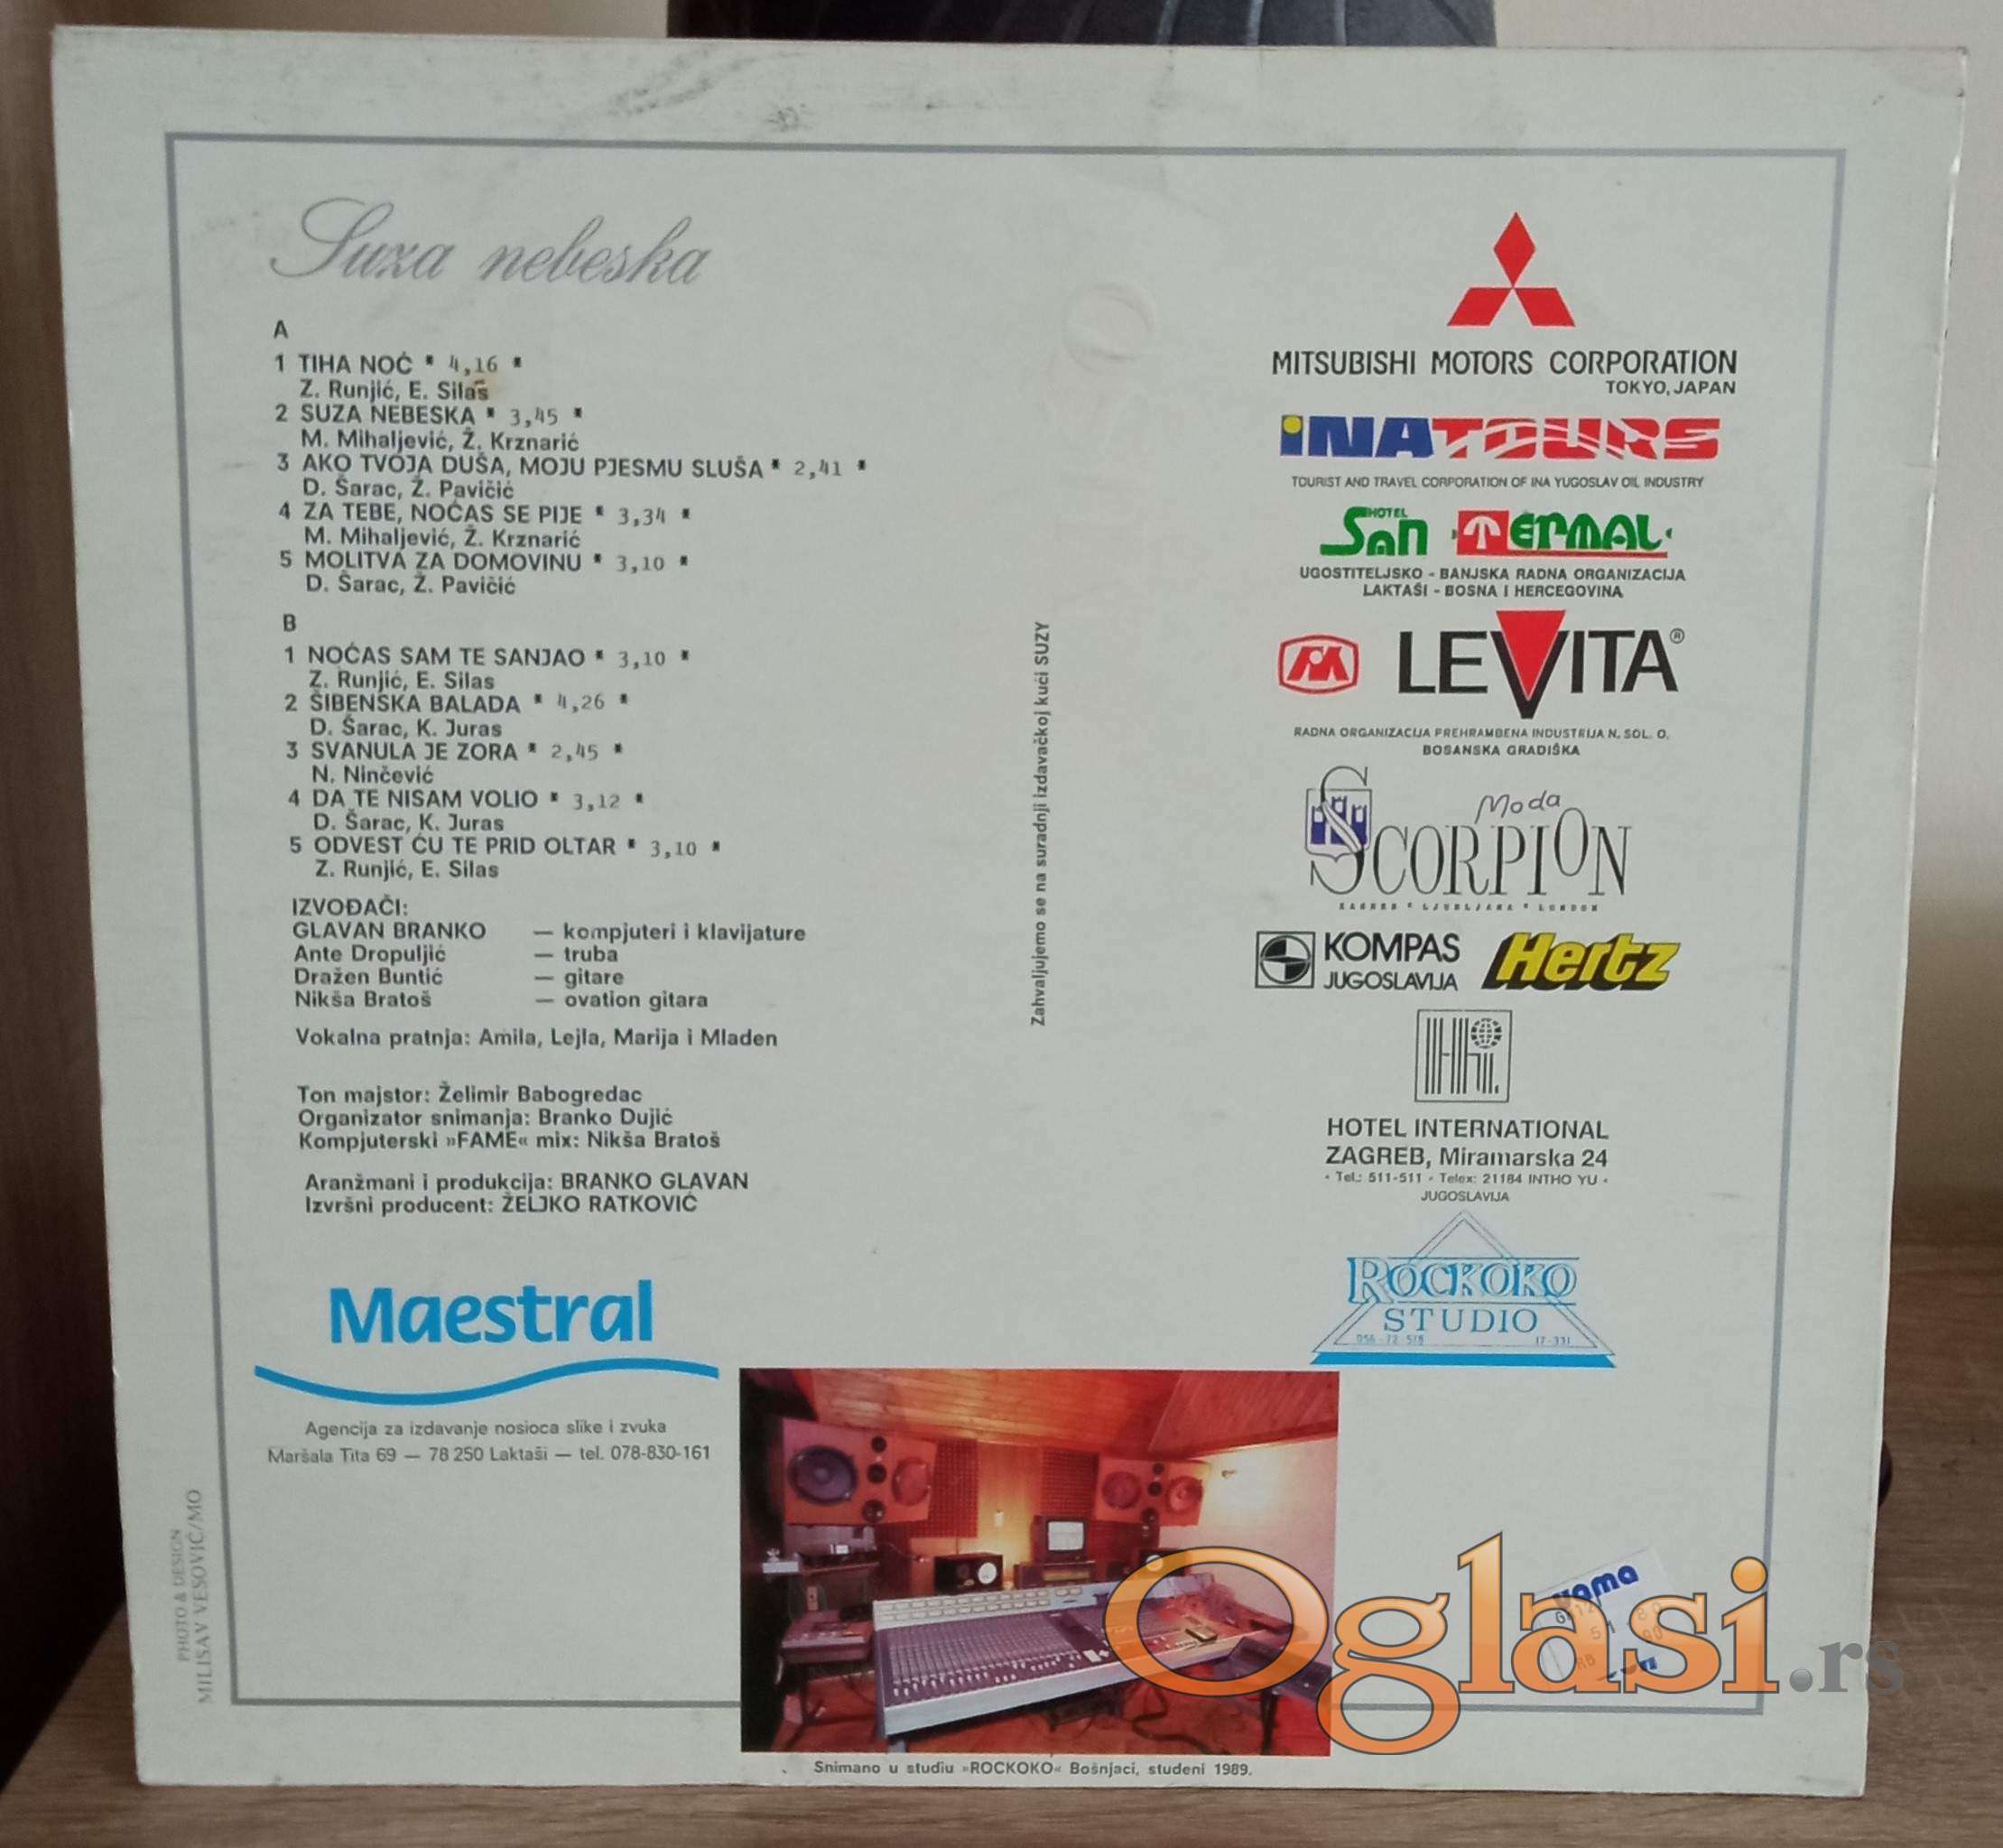 Suza nebeska
A
1 TIHA NOĆ * 4,16 *
Z. Runjić, E. Silas
2 SUZA NEBESKA * 3,45 *
M. Mihaljević, Ž. Krznarić
3 AKO TVOJA DUŠA, MOJU PJESMU SLUŠA * 2,41 *
D. Šarac, Ž. Pavičić
4 ZA TEBE, NOĆAS SE PIJE * 3,34 *
M. Mihaljević, Ž. Krznarić
5 MOLITVA ZA DOMOVINU * 3,10 *
D. Šarac, Ž. Pavičić
B
1 NOĆAS SAM TE SANJAO * 3,10 *
Z. Runjić, E. Silas
2 ŠIBENSKA BALADA * 4,26 *
D. Šarac, K. Juras
3 SVANULA JE ZORA * 2,45 *
N. Ninčević
4 DA TE NISAM VOLIO * 3,12 *
D. Šarac, K. Juras
5 ODVEST ĆU TE PRID OLTAR * 3,10 *
Z. Runjić, E. Silas
IZVOĐAČI:
GLAVAN BRANKO — kompjuteri i klavijature
Ante Dropuljić — truba
Dražen Buntić — gitare
Nikša Bratoš — ovation gitara
Vokalna pratnja: Amila, Lejla, Marija i Mladen
Ton majstor: Želimir Babogredac
Organizator snimanja: Branko Dujić
Kompjuterski »FAME« mix: Nikša Bratoš
Aranžmani i produkcija: BRANKO GLAVAN
Izvršni producent: ŽELJKO RATKOVIĆ
Maestral
Agencija za izdavanje nosioca slike i zvuka
Maršala Tita 69 — 78 250 Laktaši — tel. 078-830-161
PHOTO & DESIGN
MILISAV VESOVIĆ/MO
Zahvaljujemo se na suradnji izdavačkoj kući SUZY
MITSUBISHI MOTORS CORPORATION
TOKYO, JAPAN
INATOURS
TOURIST AND TRAVEL CORPORATION OF INA YUGOSLAV OIL INDUSTRY
HOTEL
San TERMAL
UGOSTITELJSKO - BANJSKA RADNA ORGANIZACIJA
LAKTAŠI - BOSNA I HERCEGOVINA
LEVITA®
RADNA ORGANIZACIJA PREHRAMBENA INDUSTRIJA N. SOL. O.
BOSANSKA GRADIŠKA
Moda
SCORPION
ZAGREB * LJUBLJANA * LONDON
KOMPAS Hertz
JUGOSLAVIJA
HOTEL INTERNATIONAL
ZAGREB, Miramarska 24
• Tel.: 511-511 • Telex: 21184 INTHO YU •
JUGOSLAVIJA
ROCKOKO
STUDIO
056-72 518 17-331
Snimano u studiu »ROCKOKO« Bošnjaci, studeni 1989.
Oglasi.rs